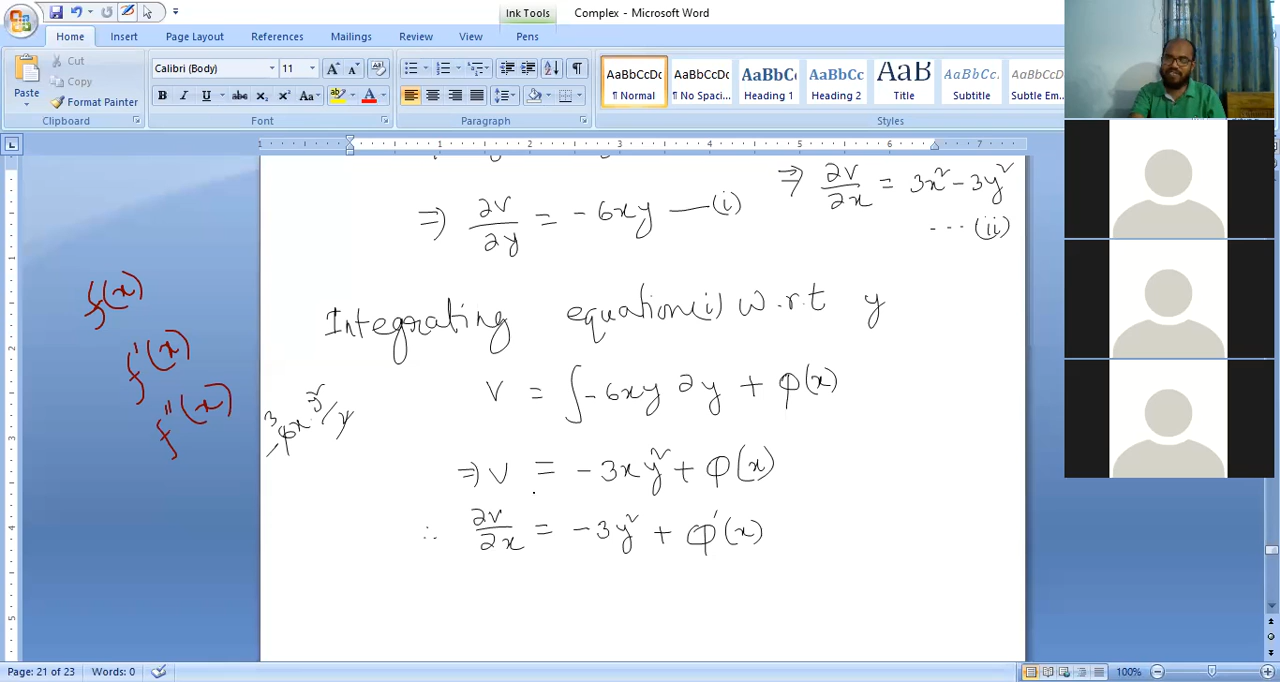 Ink Tools
Complex - Microsoft Word
Home Insert Page Layout References Mailings Review View Pens
Paste
Cut
Copy
Format Painter
Clipboard
Calibri (Body) 11
Font
Paragraph
AaBbCcDc AaBbCcDc AaBbCc AaBbCc AaB AaBbCc. AaBbCcDc
¶ Normal ¶ No Spaci... Heading 1 Heading 2 Title Subtitle Subtle Em...
Styles
⇒ ∂V/∂x = 3x² - 3y²
... (ii)
⇒ ∂V/∂y = - 6xy — (i)
f(x)
f'(x)
f''(x)
Integrating equation(i) w.r.t y
V = ∫ - 6xy ∂y + φ(x)
⇒ V = - 3xy² + φ(x)
∴ ∂V/∂x = - 3y² + φ'(x)
Page: 21 of 23 Words: 0
100%